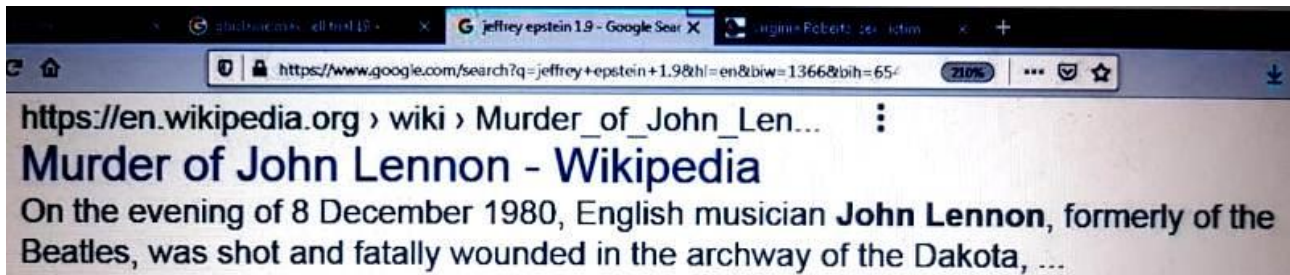 jeffrey epstein 1.9 - Google Sear
https://www.google.com/search?q=jeffrey+epstein+1.9&hl=en&biw=1366&bih=65
210%
https://en.wikipedia.org › wiki › Murder_of_John_Len...
Murder of John Lennon - Wikipedia
On the evening of 8 December 1980, English musician John Lennon, formerly of the
Beatles, was shot and fatally wounded in the archway of the Dakota, ...